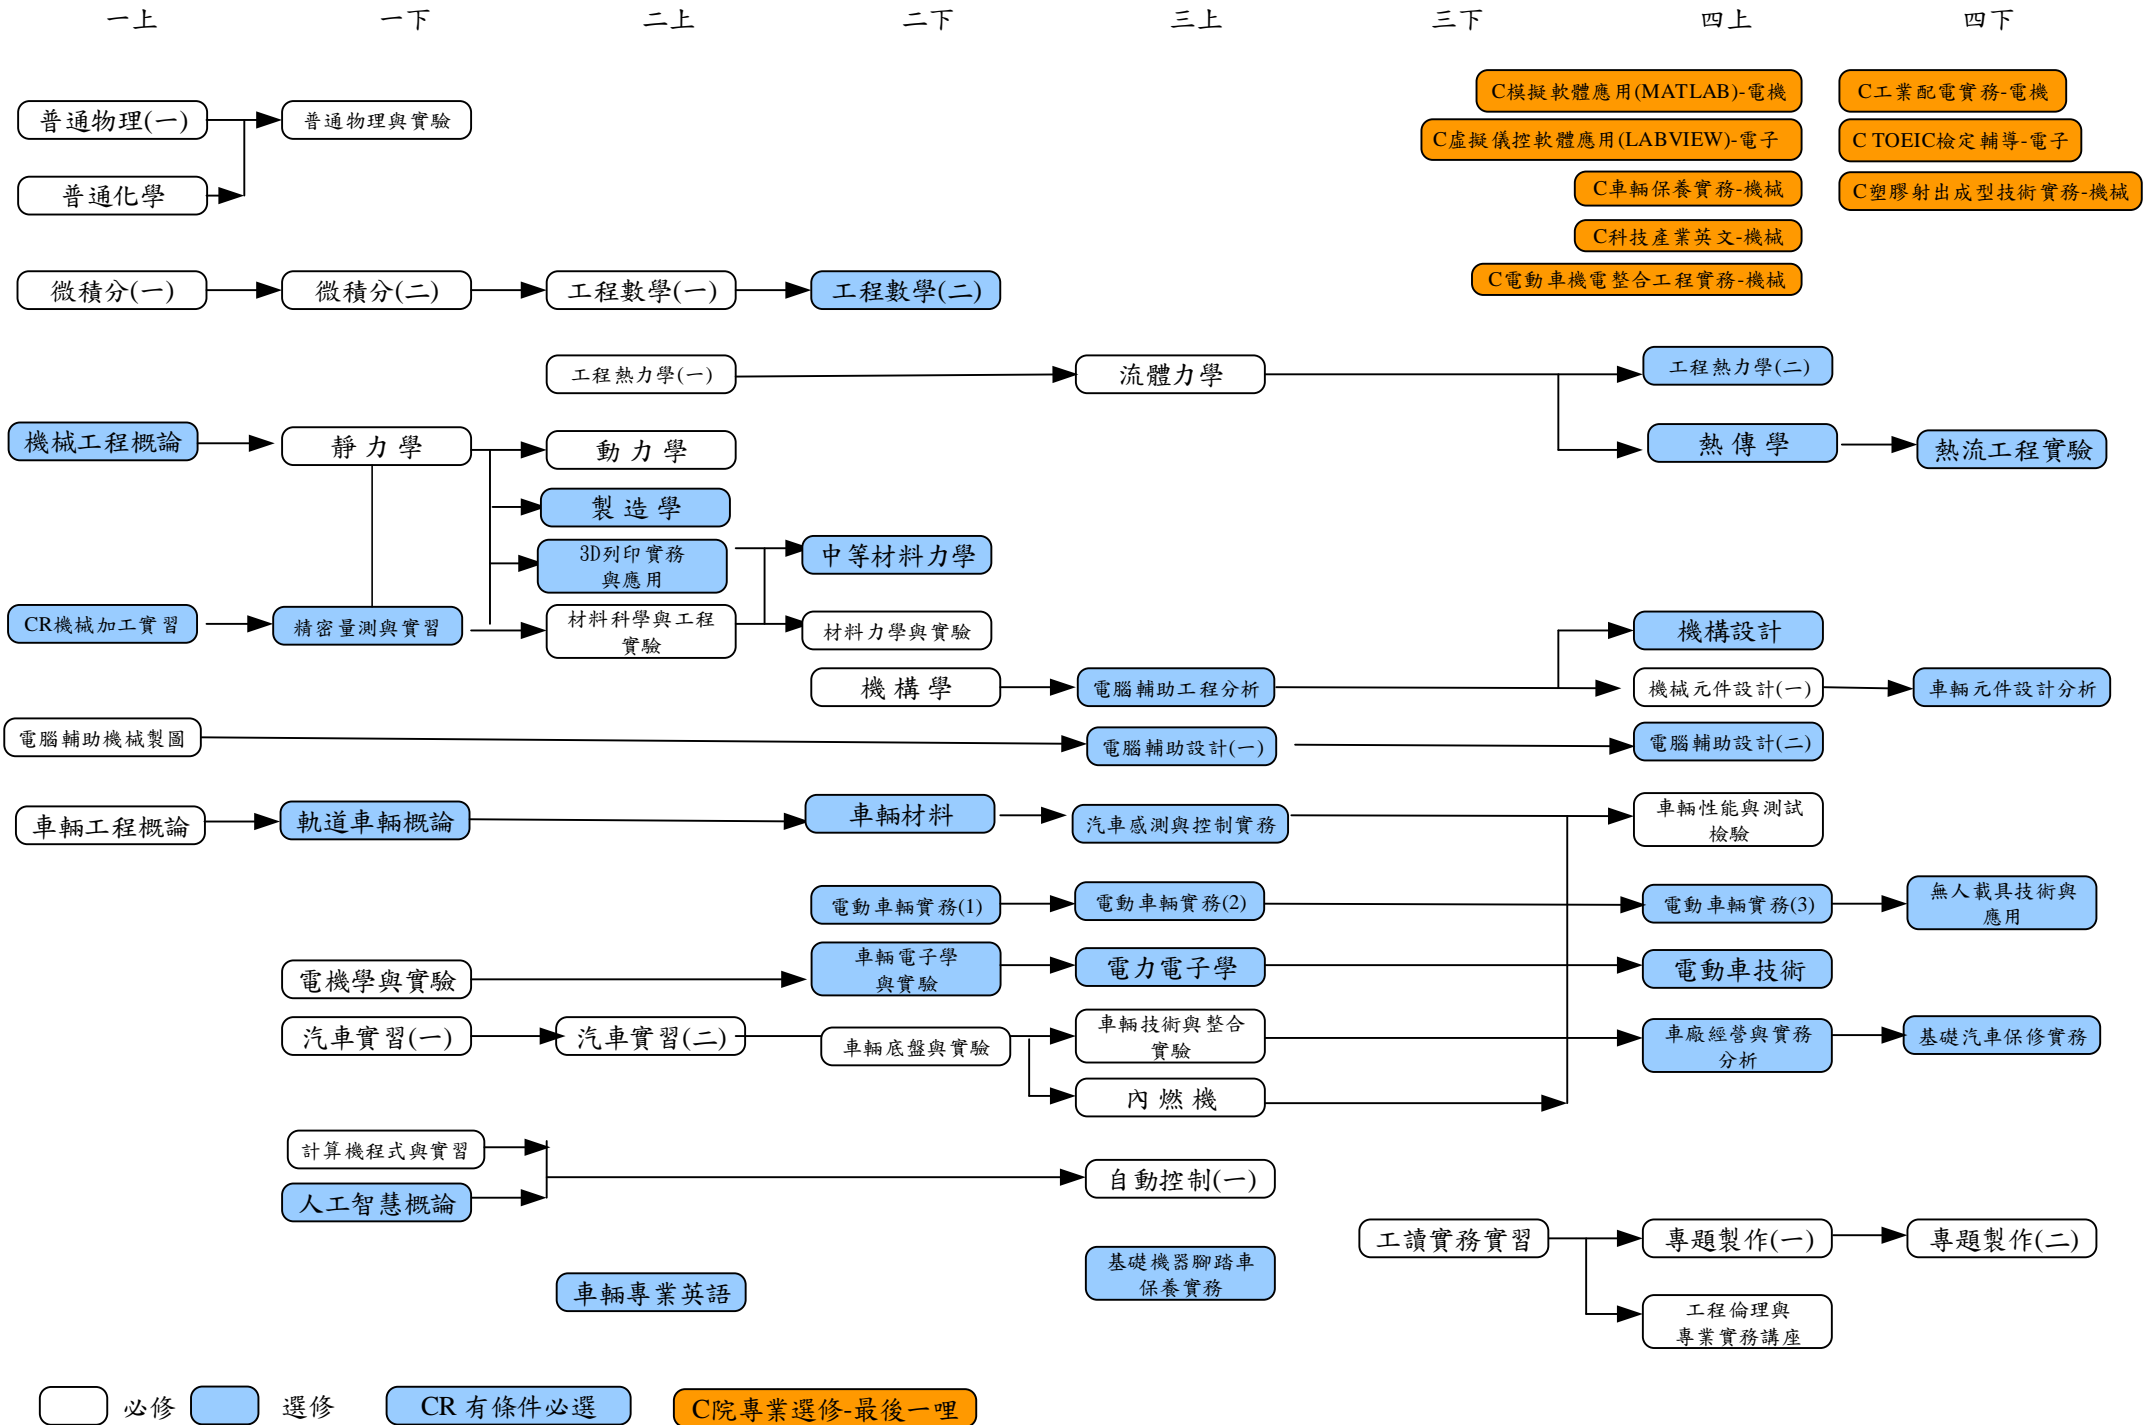 一上 一下 二上 二下 三上 三下 四上 四下
C模擬軟體應用(MATLAB)-電機 C工業配電實務-電機
普通物理(一) 普通物理與實驗
C虛擬儀控軟體應用(LABVIEW)-電子 C TOEIC檢定輔導-電子
普通化學
C車輛保養實務-機械 C塑膠射出成型技術實務-機械
C科技產業英文-機械
C電動車機電整合工程實務-機械
微積分(一) 微積分(二) 工程數學(一) 工程數學(二)
工程熱力學(一) 流體力學 工程熱力學(二)
機械工程概論 靜力學 動力學 熱傳學 熱流工程實驗
製造學
3D列印實務
與應用
中等材料力學
CR機械加工實習 精密量測與實習
材料科學與工程
實驗
材料力學與實驗 機構設計
機構學 電腦輔助工程分析 機械元件設計(一) 車輛元件設計分析
電腦輔助機械製圖 電腦輔助設計(一) 電腦輔助設計(二)
車輛工程概論 軌道車輛概論 車輛材料 汽車感測與控制實務
車輛性能與測試
檢驗
電動車輛實務(1) 電動車輛實務(2) 電動車輛實務(3)
無人載具技術與
應用
電機學與實驗
車輛電子學
與實驗
電力電子學 電動車技術
汽車實習(一) 汽車實習(二) 車輛底盤與實驗
車輛技術與整合
實驗
車廠經營與實務
分析
基礎汽車保修實務
內燃機
計算機程式與實習
自動控制(一)
人工智慧概論
工讀實務實習 專題製作(一) 專題製作(二)
基礎機器腳踏車
保養實務
車輛專業英語
工程倫理與
專業實務講座
必修 選修 CR 有條件必選 C院專業選修-最後一哩